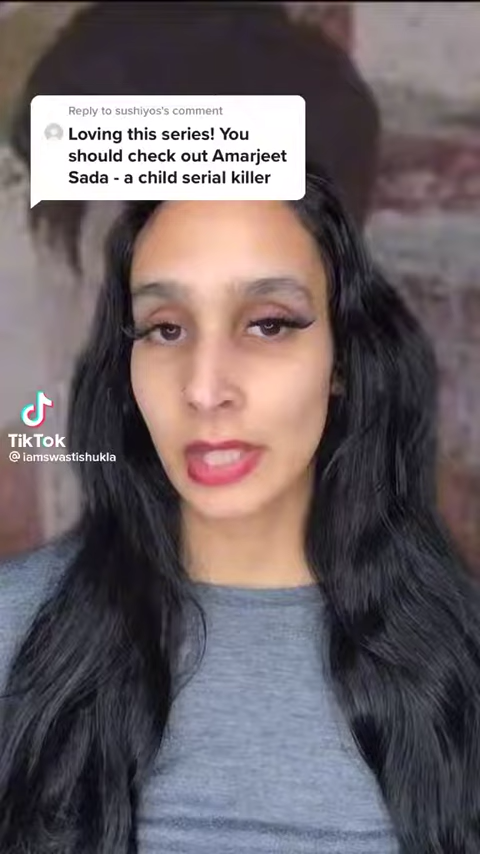 Reply to sushiyos's comment
Loving this series! You
should check out Amarjeet
Sada - a child serial killer
TikTok
@iamswastishukla